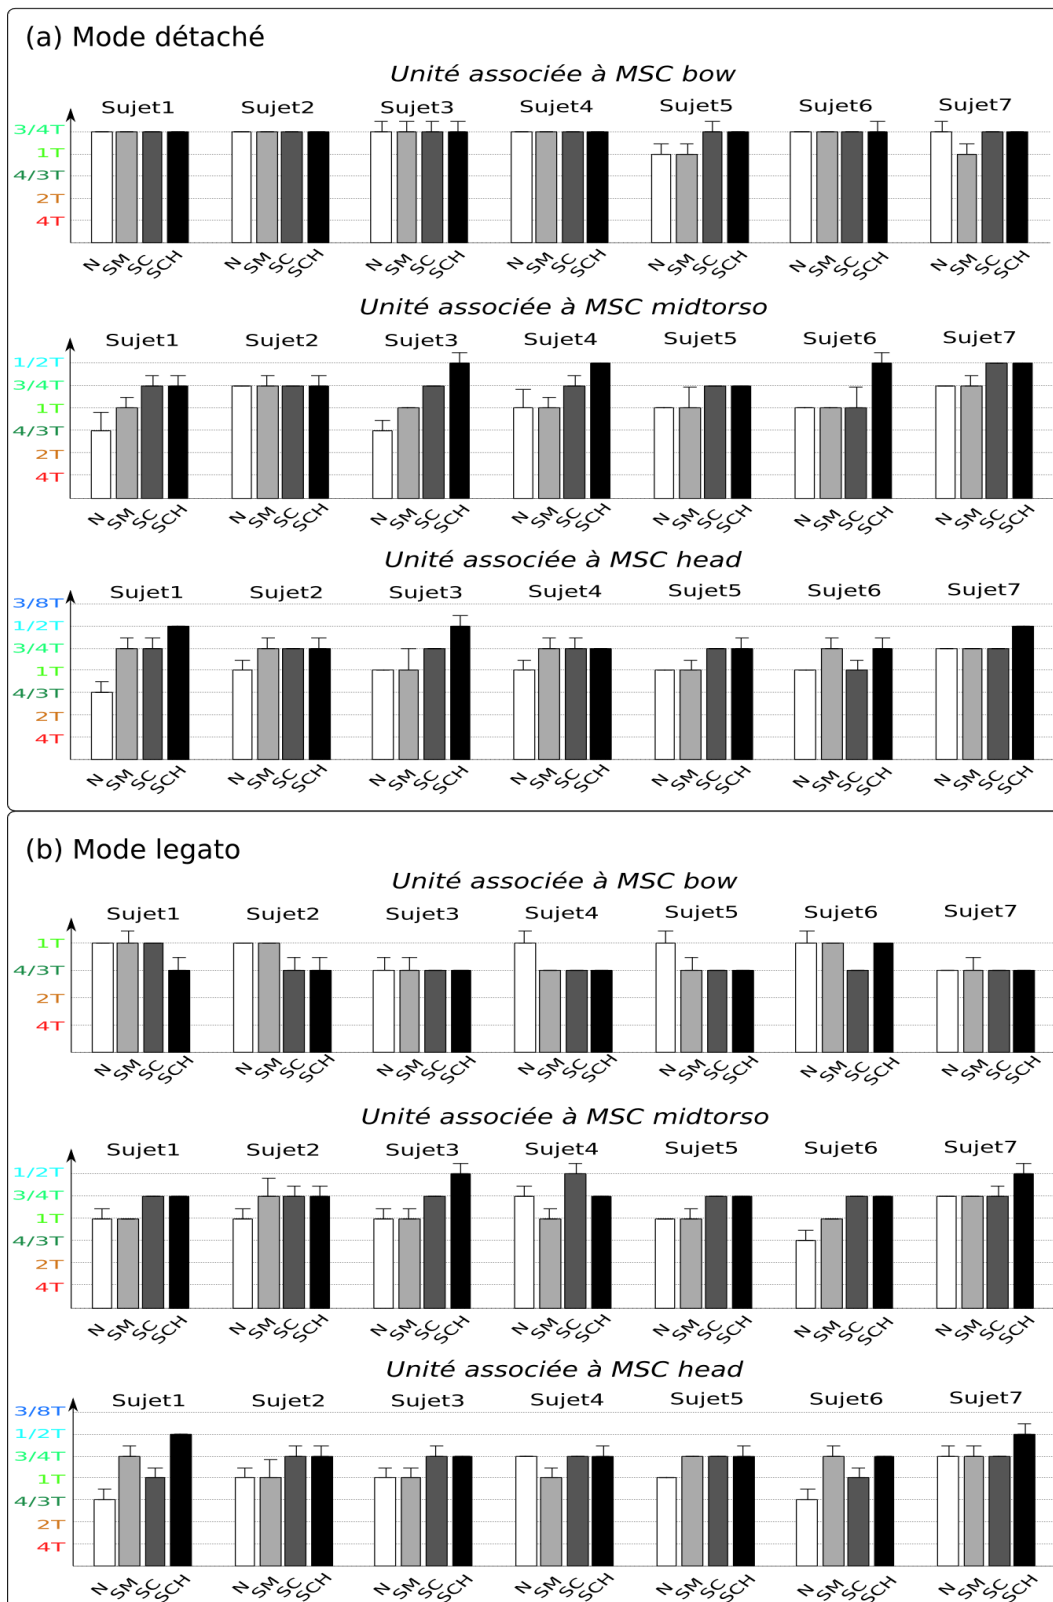 (a) Mode détaché
Unité associée à MSC bow
Sujet1 Sujet2 Sujet3 Sujet4 Sujet5 Sujet6 Sujet7
3/4T
1T
4/3T
2T
4T
N SM SC SCH N SM SC SCH N SM SC SCH N SM SC SCH N SM SC SCH N SM SC SCH N SM SC SCH
Unité associée à MSC midtorso
Sujet1 Sujet2 Sujet3 Sujet4 Sujet5 Sujet6 Sujet7
1/2T
3/4T
1T
4/3T
2T
4T
N SM SC SCH N SM SC SCH N SM SC SCH N SM SC SCH N SM SC SCH N SM SC SCH N SM SC SCH
Unité associée à MSC head
Sujet1 Sujet2 Sujet3 Sujet4 Sujet5 Sujet6 Sujet7
3/8T
1/2T
3/4T
1T
4/3T
2T
4T
N SM SC SCH N SM SC SCH N SM SC SCH N SM SC SCH N SM SC SCH N SM SC SCH N SM SC SCH
(b) Mode legato
Unité associée à MSC bow
Sujet1 Sujet2 Sujet3 Sujet4 Sujet5 Sujet6 Sujet7
1T
4/3T
2T
4T
N SM SC SCH N SM SC SCH N SM SC SCH N SM SC SCH N SM SC SCH N SM SC SCH N SM SC SCH
Unité associée à MSC midtorso
Sujet1 Sujet2 Sujet3 Sujet4 Sujet5 Sujet6 Sujet7
1/2T
3/4T
1T
4/3T
2T
4T
N SM SC SCH N SM SC SCH N SM SC SCH N SM SC SCH N SM SC SCH N SM SC SCH N SM SC SCH
Unité associée à MSC head
Sujet1 Sujet2 Sujet3 Sujet4 Sujet5 Sujet6 Sujet7
3/8T
1/2T
3/4T
1T
4/3T
2T
4T
N SM SC SCH N SM SC SCH N SM SC SCH N SM SC SCH N SM SC SCH N SM SC SCH N SM SC SCH